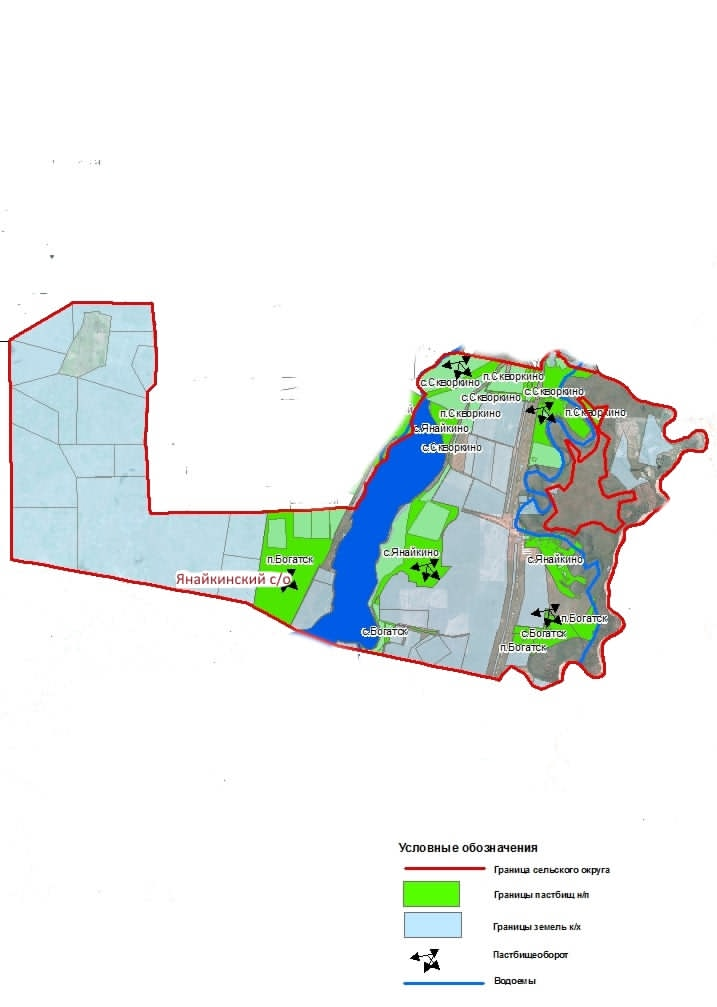 п.Скворкино
с.Скворкино
с.Скворкино
с.Скворкино
п.Скворкино
п.Скворкино
с.Янайкино
с.Скворкино
с.Янайкино
п.Богатск
с.Янайкино
Янайкинский с/о
п.Богатск
с.Богатск
с.Богатск
п.Богатск
Условные обозначения
Граница сельского округа
Границы пастбищ н/п
Границы земель к/х
Пастбищеоборот
Водоемы